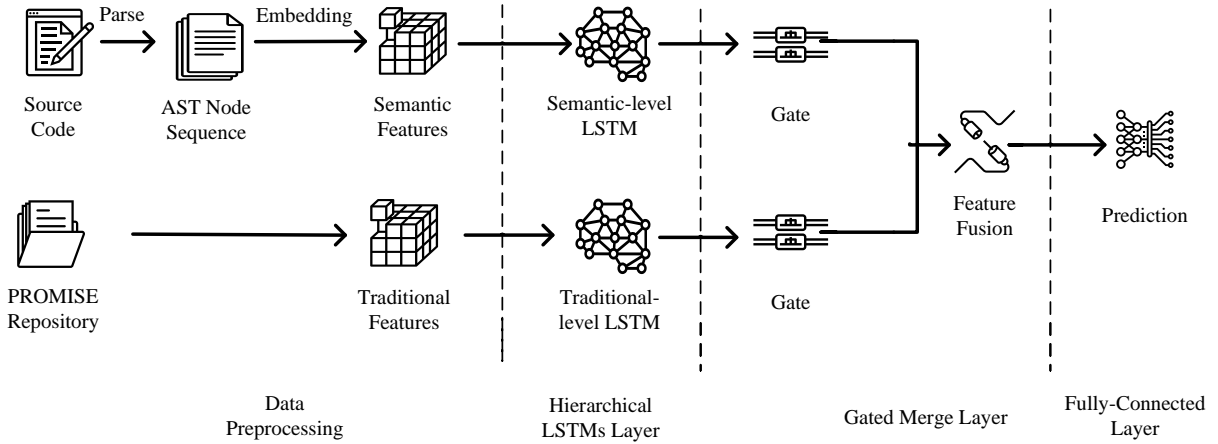 Parse
Embedding
Source
Code
AST Node
Sequence
Semantic
Features
Semantic-level
LSTM
Gate
PROMISE
Repository
Traditional
Features
Traditional-
level LSTM
Gate
Feature
Fusion
Prediction
Data
Preprocessing
Hierarchical
LSTMs Layer
Gated Merge Layer
Fully-Connected
Layer